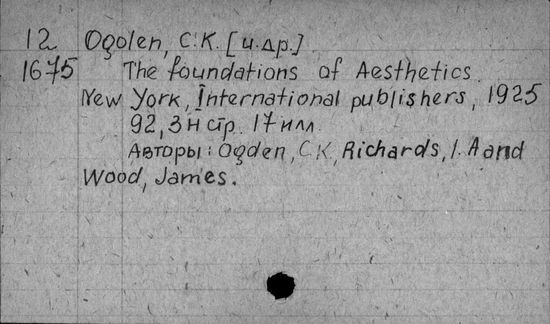 12 Ogolen, C.K. [и.др.]
1675 The foundations of Aesthetics.
New York, International publishers, 1925
92, 3 н стр. 17 илл.
Авторы: Ogden, C.K, Richards, I. A and
Wood, James.